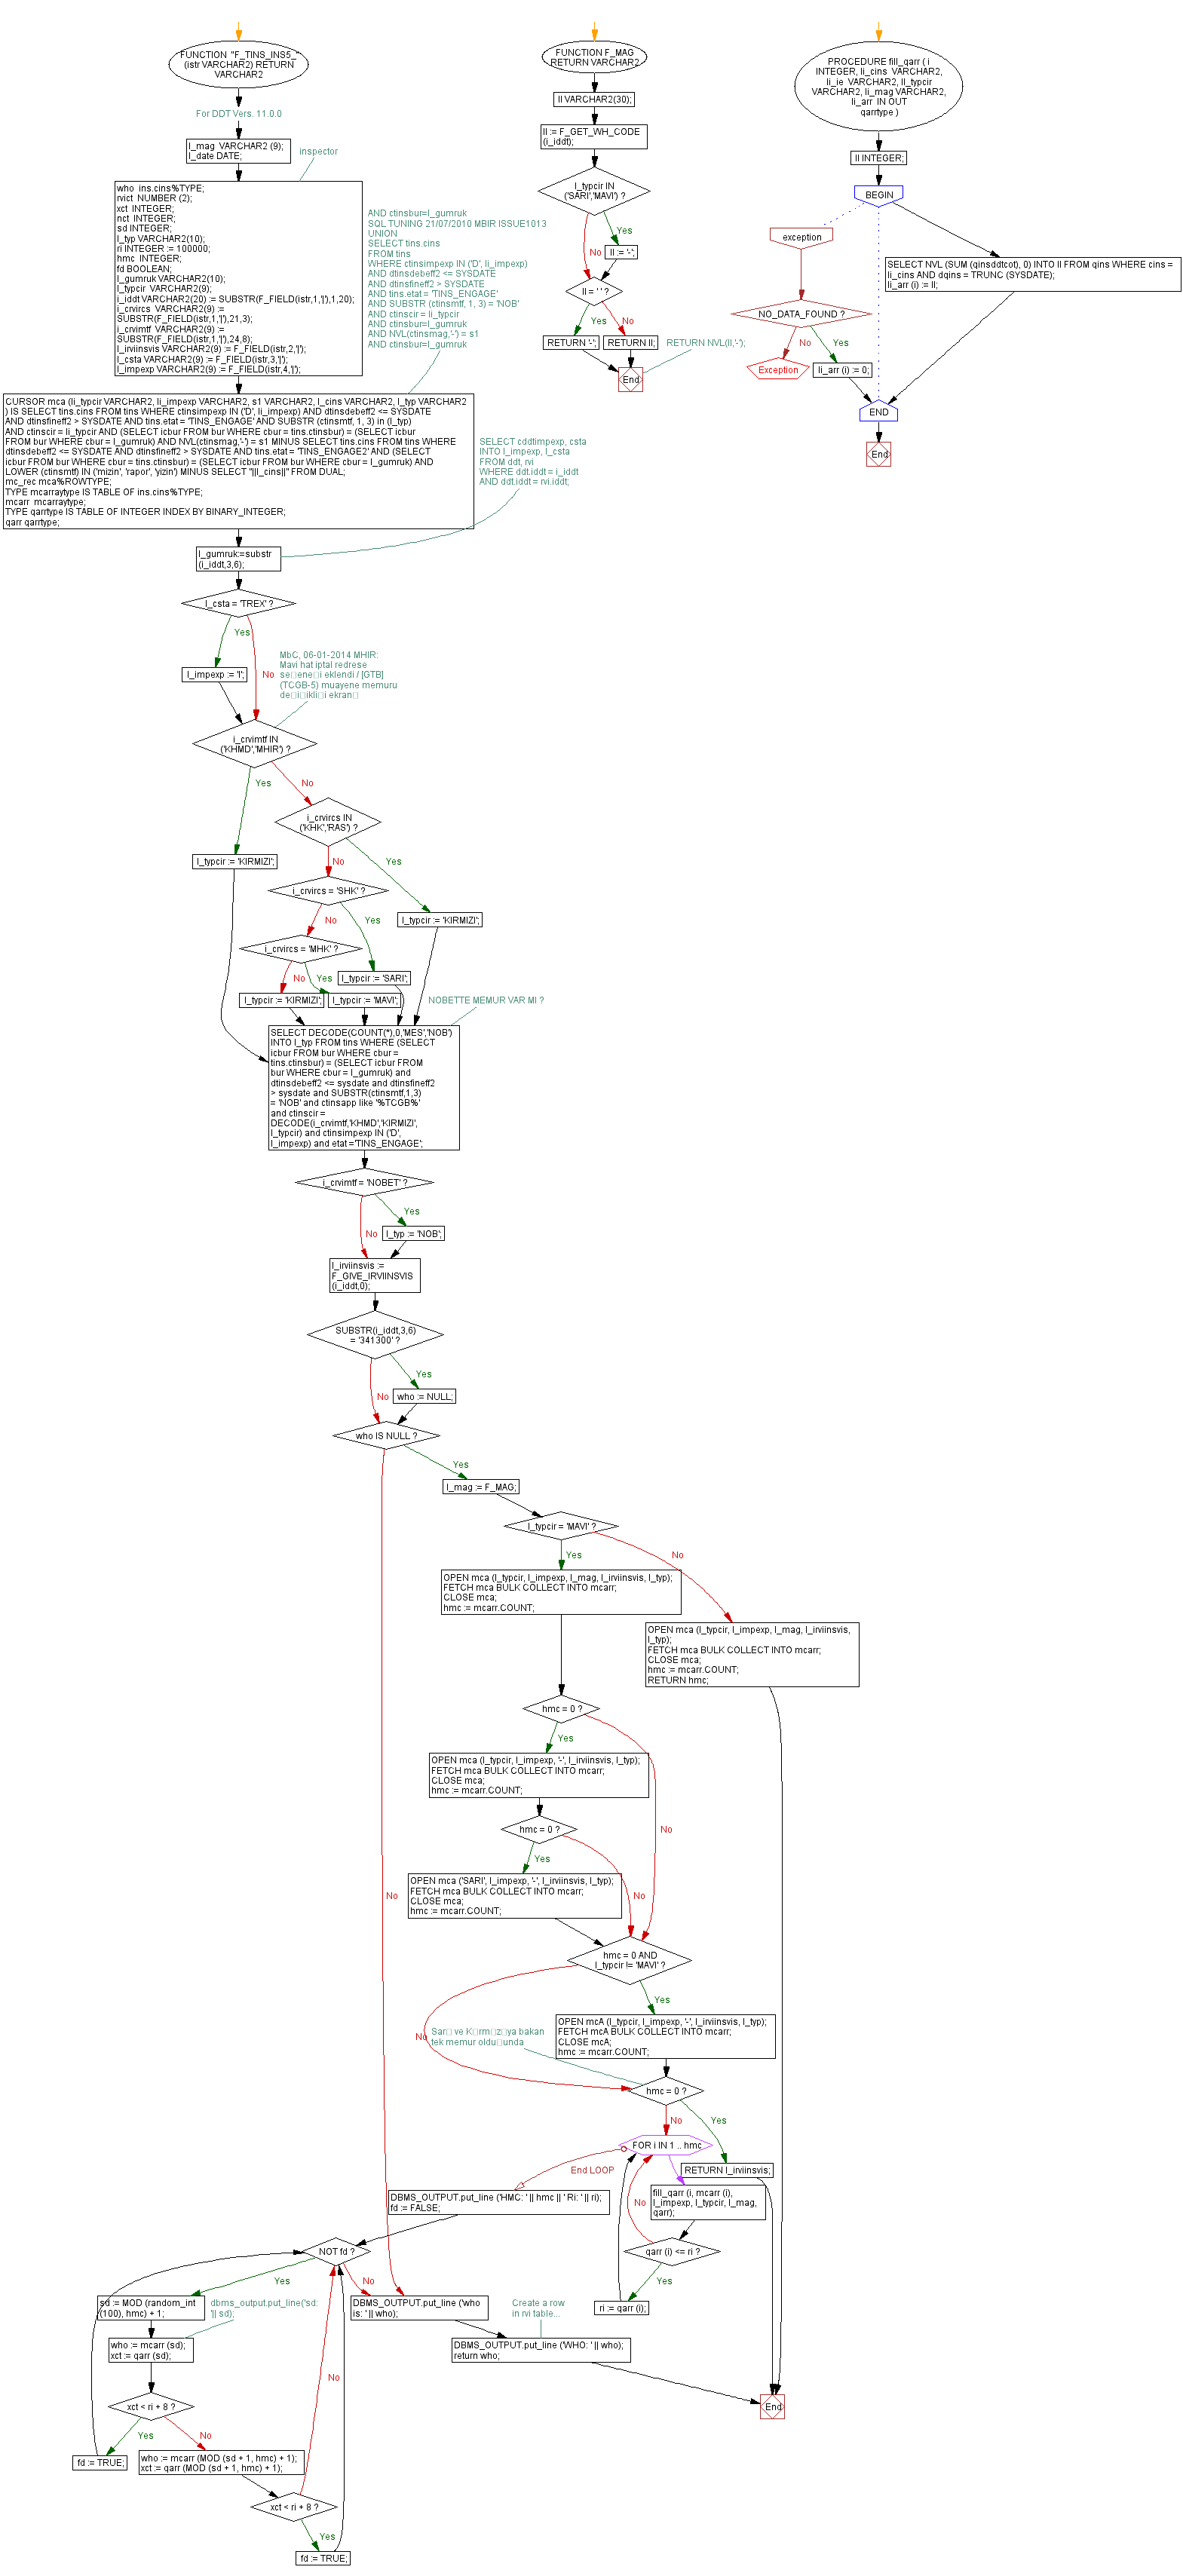 FUNCTION "F_TINS_INS5_"
(istr VARCHAR2) RETURN
VARCHAR2
For DDT Vers. 11.0.0
l_mag VARCHAR2 (9);
l_date DATE;
inspector
who ins.cins%TYPE;
rvict NUMBER (2);
xct INTEGER;
nct INTEGER;
sd INTEGER;
l_typ VARCHAR2(10);
ri INTEGER := 100000;
hmc INTEGER;
fd BOOLEAN;
l_gumruk VARCHAR2(10);
l_typcir VARCHAR2(9);
i_iddt VARCHAR2(20) := SUBSTR(F_FIELD(istr,1,'|'),1,20);
i_crvircs VARCHAR2(9) :=
SUBSTR(F_FIELD(istr,1,'|'),21,3);
i_crvimtf VARCHAR2(9) :=
SUBSTR(F_FIELD(istr,1,'|'),24,8);
l_irviinsvis VARCHAR2(9) := F_FIELD(istr,2,'|');
l_csta VARCHAR2(9) := F_FIELD(istr,3,'|');
l_impexp VARCHAR2(9) := F_FIELD(istr,4,'|');
AND ctinsbur=l_gumruk
SQL TUNING 21/07/2010 MBIR ISSUE1013
UNION
SELECT tins.cins
FROM tins
WHERE ctinsimpexp IN ('D', li_impexp)
AND dtinsdebeff2 <= SYSDATE
AND dtinsfineff2 > SYSDATE
AND tins.etat = 'TINS_ENGAGE'
AND SUBSTR (ctinsmtf, 1, 3) = 'NOB'
AND ctinscir = li_typcir
AND ctinsbur=l_gumruk
AND NVL(ctinsmag,'-') = s1
AND ctinsbur=l_gumruk
CURSOR mca (li_typcir VARCHAR2, li_impexp VARCHAR2, s1 VARCHAR2, l_cins VARCHAR2, l_typ VARCHAR2
) IS SELECT tins.cins FROM tins WHERE ctinsimpexp IN ('D', li_impexp) AND dtinsdebeff2 <= SYSDATE
AND dtinsfineff2 > SYSDATE AND tins.etat = 'TINS_ENGAGE' AND SUBSTR (ctinsmtf, 1, 3) in (l_typ)
AND ctinscir = li_typcir AND (SELECT icbur FROM bur WHERE cbur = tins.ctinsbur) = (SELECT icbur
FROM bur WHERE cbur = l_gumruk) AND NVL(ctinsmag,'-') = s1 MINUS SELECT tins.cins FROM tins WHERE
dtinsdebeff2 <= SYSDATE AND dtinsfineff2 > SYSDATE AND tins.etat = 'TINS_ENGAGE2' AND (SELECT
icbur FROM bur WHERE cbur = tins.ctinsbur) = (SELECT icbur FROM bur WHERE cbur = l_gumruk) AND
LOWER (ctinsmtf) IN ('mizin', 'rapor', 'yizin') MINUS SELECT ''||l_cins||'' FROM DUAL;
mc_rec mca%ROWTYPE;
TYPE mcarraytype IS TABLE OF ins.cins%TYPE;
mcarr mcarraytype;
TYPE qarrtype IS TABLE OF INTEGER INDEX BY BINARY_INTEGER;
qarr qarrtype;
SELECT cddtimpexp, csta
INTO l_impexp, l_csta
FROM ddt, rvi
WHERE ddt.iddt = i_iddt
AND ddt.iddt = rvi.iddt;
l_gumruk:=substr
(i_iddt,3,6);
l_csta = 'TREX' ?
Yes
l_impexp := 'I';
No
MbC, 06-01-2014 MHIR:
Mavi hat iptal redrese
se□ene□i eklendi / [GTB]
(TCGB-5) muayene memuru
de□i□ikli□i ekran□
i_crvimtf IN
('KHMD','MHIR') ?
Yes
No
l_typcir := 'KIRMIZI';
i_crvircs IN
('KHK','RAS') ?
No
Yes
i_crvircs = 'SHK' ?
l_typcir := 'KIRMIZI';
No
Yes
i_crvircs = 'MHK' ?
l_typcir := 'SARI';
No
Yes
l_typcir := 'KIRMIZI';
l_typcir := 'MAVI';
NOBETTE MEMUR VAR MI ?
SELECT DECODE(COUNT(*),0,'MES','NOB')
INTO l_typ FROM tins WHERE (SELECT
icbur FROM bur WHERE cbur =
tins.ctinsbur) = (SELECT icbur FROM
bur WHERE cbur = l_gumruk) and
dtinsdebeff2 <= sysdate and dtinsfineff2
> sysdate and SUBSTR(ctinsmtf,1,3)
= 'NOB' and ctinsapp like '%TCGB%'
and ctinscir =
DECODE(i_crvimtf,'KHMD','KIRMIZI',
l_typcir) and ctinsimpexp IN ('D',
l_impexp) and etat ='TINS_ENGAGE';
i_crvimtf = 'NOBET' ?
Yes
No
l_typ := 'NOB';
l_irviinsvis :=
F_GIVE_IRVIINSVIS
(i_iddt,0);
SUBSTR(i_iddt,3,6)
= '341300' ?
Yes
No
who := NULL;
who IS NULL ?
Yes
l_mag := F_MAG;
l_typcir = 'MAVI' ?
Yes
No
OPEN mca (l_typcir, l_impexp, l_mag, l_irviinsvis, l_typ);
FETCH mca BULK COLLECT INTO mcarr;
CLOSE mca;
hmc := mcarr.COUNT;
OPEN mca (l_typcir, l_impexp, l_mag, l_irviinsvis,
l_typ);
FETCH mca BULK COLLECT INTO mcarr;
CLOSE mca;
hmc := mcarr.COUNT;
RETURN hmc;
hmc = 0 ?
Yes
OPEN mca (l_typcir, l_impexp, '-', l_irviinsvis, l_typ);
FETCH mca BULK COLLECT INTO mcarr;
CLOSE mca;
hmc := mcarr.COUNT;
hmc = 0 ?
No
Yes
OPEN mca ('SARI', l_impexp, '-', l_irviinsvis, l_typ);
FETCH mca BULK COLLECT INTO mcarr;
CLOSE mca;
hmc := mcarr.COUNT;
No
No
hmc = 0 AND
l_typcir != 'MAVI' ?
Yes
OPEN mcA (l_typcir, l_impexp, '-', l_irviinsvis, l_typ);
FETCH mcA BULK COLLECT INTO mcarr;
CLOSE mcA;
hmc := mcarr.COUNT;
No
Sar□ ve K□rm□z□ya bakan
tek memur oldu□unda
hmc = 0 ?
No
Yes
FOR i IN 1 .. hmc
End LOOP
RETURN l_irviinsvis;
DBMS_OUTPUT.put_line ('HMC: ' || hmc || ' Ri: ' || ri);
fd := FALSE;
fill_qarr (i, mcarr (i),
l_impexp, l_typcir, l_mag,
qarr);
No
qarr (i) <= ri ?
Yes
ri := qarr (i);
NOT fd ?
Yes
No
sd := MOD (random_int
(100), hmc) + 1;
dbms_output.put_line('sd:
'|| sd);
DBMS_OUTPUT.put_line ('who
is: ' || who);
Create a row
in rvi table...
who := mcarr (sd);
xct := qarr (sd);
DBMS_OUTPUT.put_line ('WHO: ' || who);
return who;
No
xct < ri + 8 ?
End
Yes
No
fd := TRUE;
who := mcarr (MOD (sd + 1, hmc) + 1);
xct := qarr (MOD (sd + 1, hmc) + 1);
xct < ri + 8 ?
Yes
fd := TRUE;
FUNCTION F_MAG
RETURN VARCHAR2
ll VARCHAR2(30);
ll := F_GET_WH_CODE
(i_iddt);
l_typcir IN
('SARI','MAVI') ?
Yes
No
ll := '-';
ll = ' ' ?
Yes
No
RETURN '-';
RETURN ll;
RETURN NVL(ll,'-');
End
PROCEDURE fill_qarr ( i
INTEGER, li_cins VARCHAR2,
li_ie VARCHAR2, li_typcir
VARCHAR2, li_mag VARCHAR2,
li_arr IN OUT
qarrtype )
ll INTEGER;
BEGIN
exception
SELECT NVL (SUM (qinsddtcot), 0) INTO ll FROM qins WHERE cins =
li_cins AND dqins = TRUNC (SYSDATE);
li_arr (i) := ll;
NO_DATA_FOUND ?
No
Yes
Exception
li_arr (i) := 0;
END
End